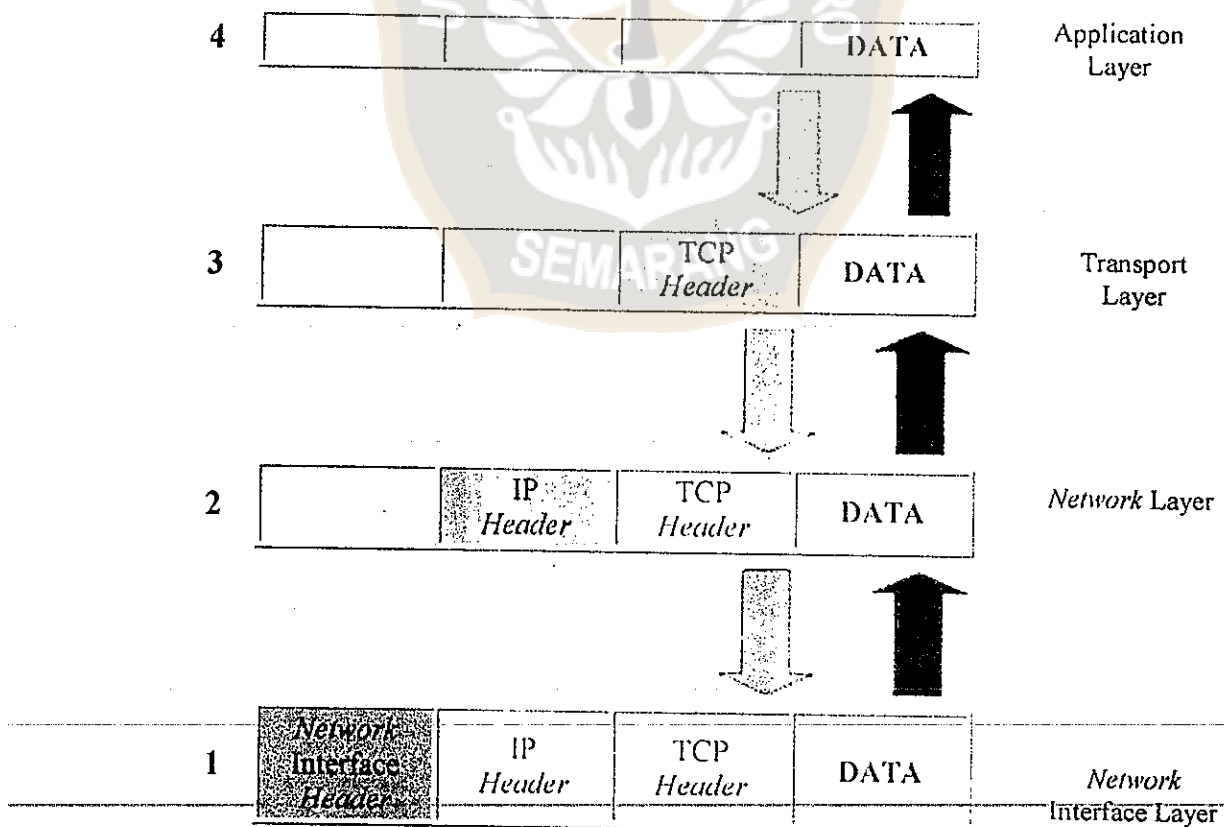 4 DATA Application
Layer
SEMARANG
3 TCP
Header DATA Transport
Layer
2 IP
Header TCP
Header DATA Network Layer
1 Network
Interface
Header IP
Header TCP
Header DATA Network
Interface Layer